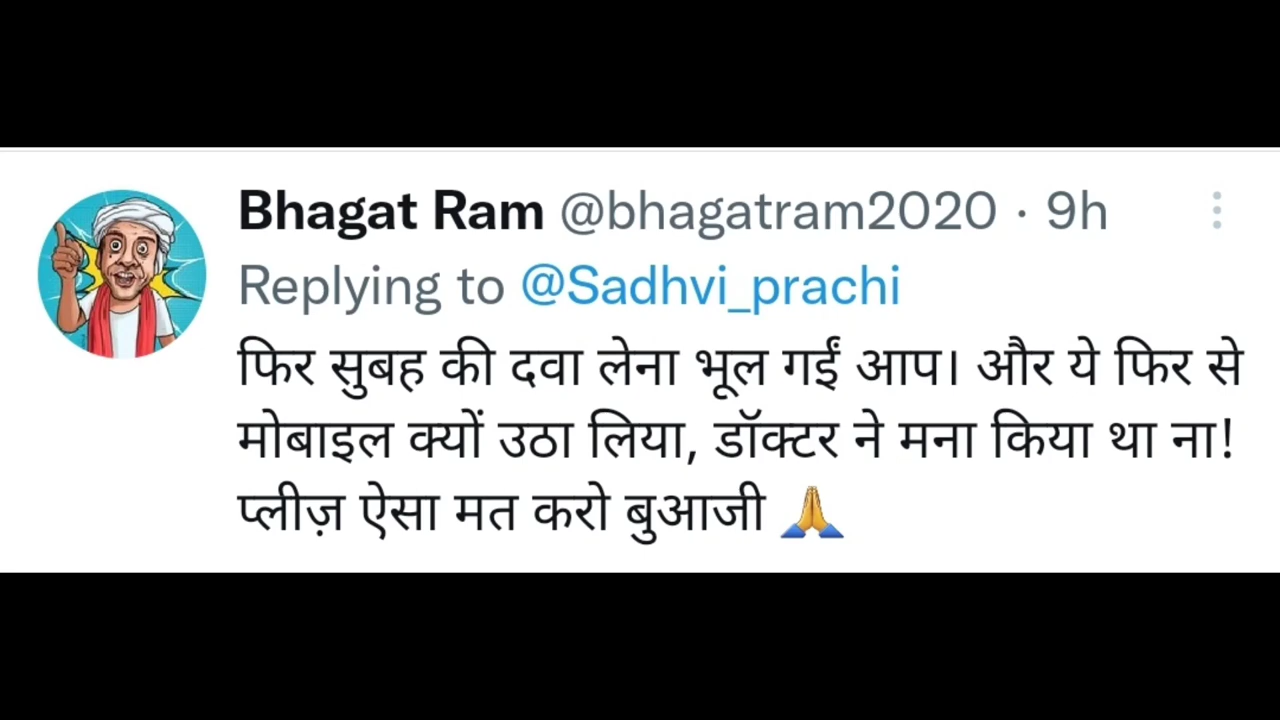 Bhagat Ram @bhagatram2020 · 9h
Replying to @Sadhvi_prachi
फिर सुबह की दवा लेना भूल गईं आप। और ये फिर से
मोबाइल क्यों उठा लिया, डॉक्टर ने मना किया था ना!
प्लीज़ ऐसा मत करो बुआजी 🙏